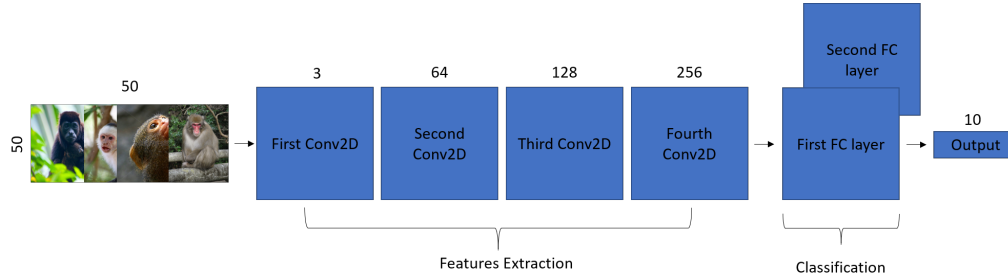 50
50
3
64
128
256
First Conv2D
Second
Conv2D
Third Conv2D
Fourth
Conv2D
Second FC
layer
First FC layer
10
Output
Features Extraction
Classification